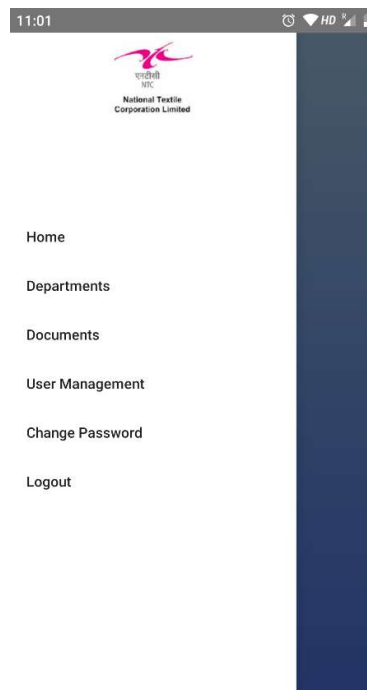 11:01
HD R
एनटीसी
NTC
National Textile
Corporation Limited
Home
Departments
Documents
User Management
Change Password
Logout